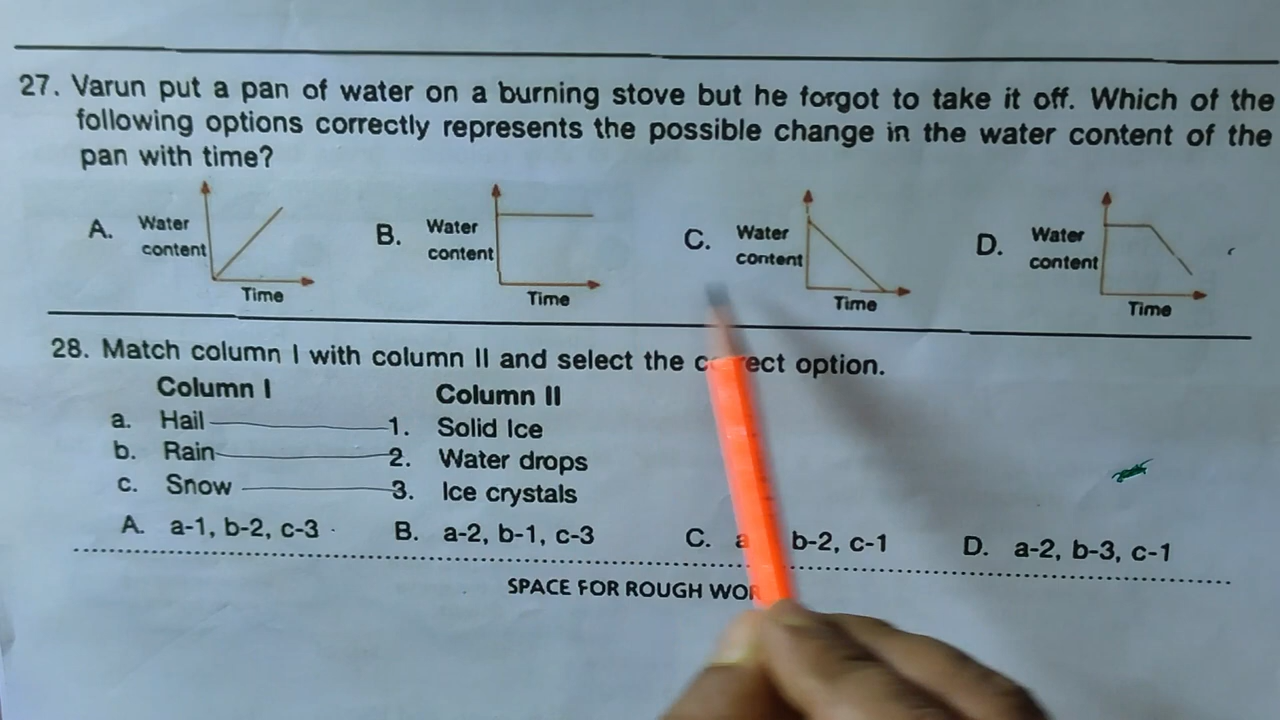 27. Varun put a pan of water on a burning stove but he forgot to take it off. Which of the
following options correctly represents the possible change in the water content of the
pan with time?
A. Water content Time B. Water content Time C. Water content Time D. Water content Time
28. Match column I with column II and select the option.
Column I Column II
a. Hail 1. Solid Ice
b. Rain 2. Water drops
c. Snow 3. Ice crystals
A. a-1, b-2, c-3 B. a-2, b-1, c-3 C. b-2, c-1 D. a-2, b-3, c-1
SPACE FOR ROUGH